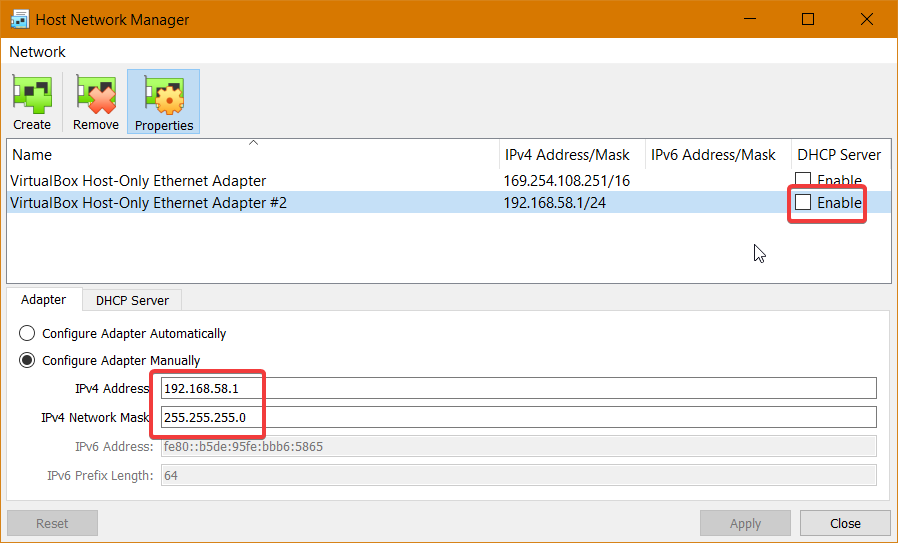 Host Network Manager
Network
Create Remove Properties
Name IPv4 Address/Mask IPv6 Address/Mask DHCP Server
VirtualBox Host-Only Ethernet Adapter 169.254.108.251/16 Enable
VirtualBox Host-Only Ethernet Adapter #2 192.168.58.1/24 Enable
Adapter DHCP Server
Configure Adapter Automatically
Configure Adapter Manually
IPv4 Address 192.168.58.1
IPv4 Network Mask 255.255.255.0
IPv6 Address: fe80::b5de:95fe:bbb6:5865
IPv6 Prefix Length: 64
Reset Apply Close